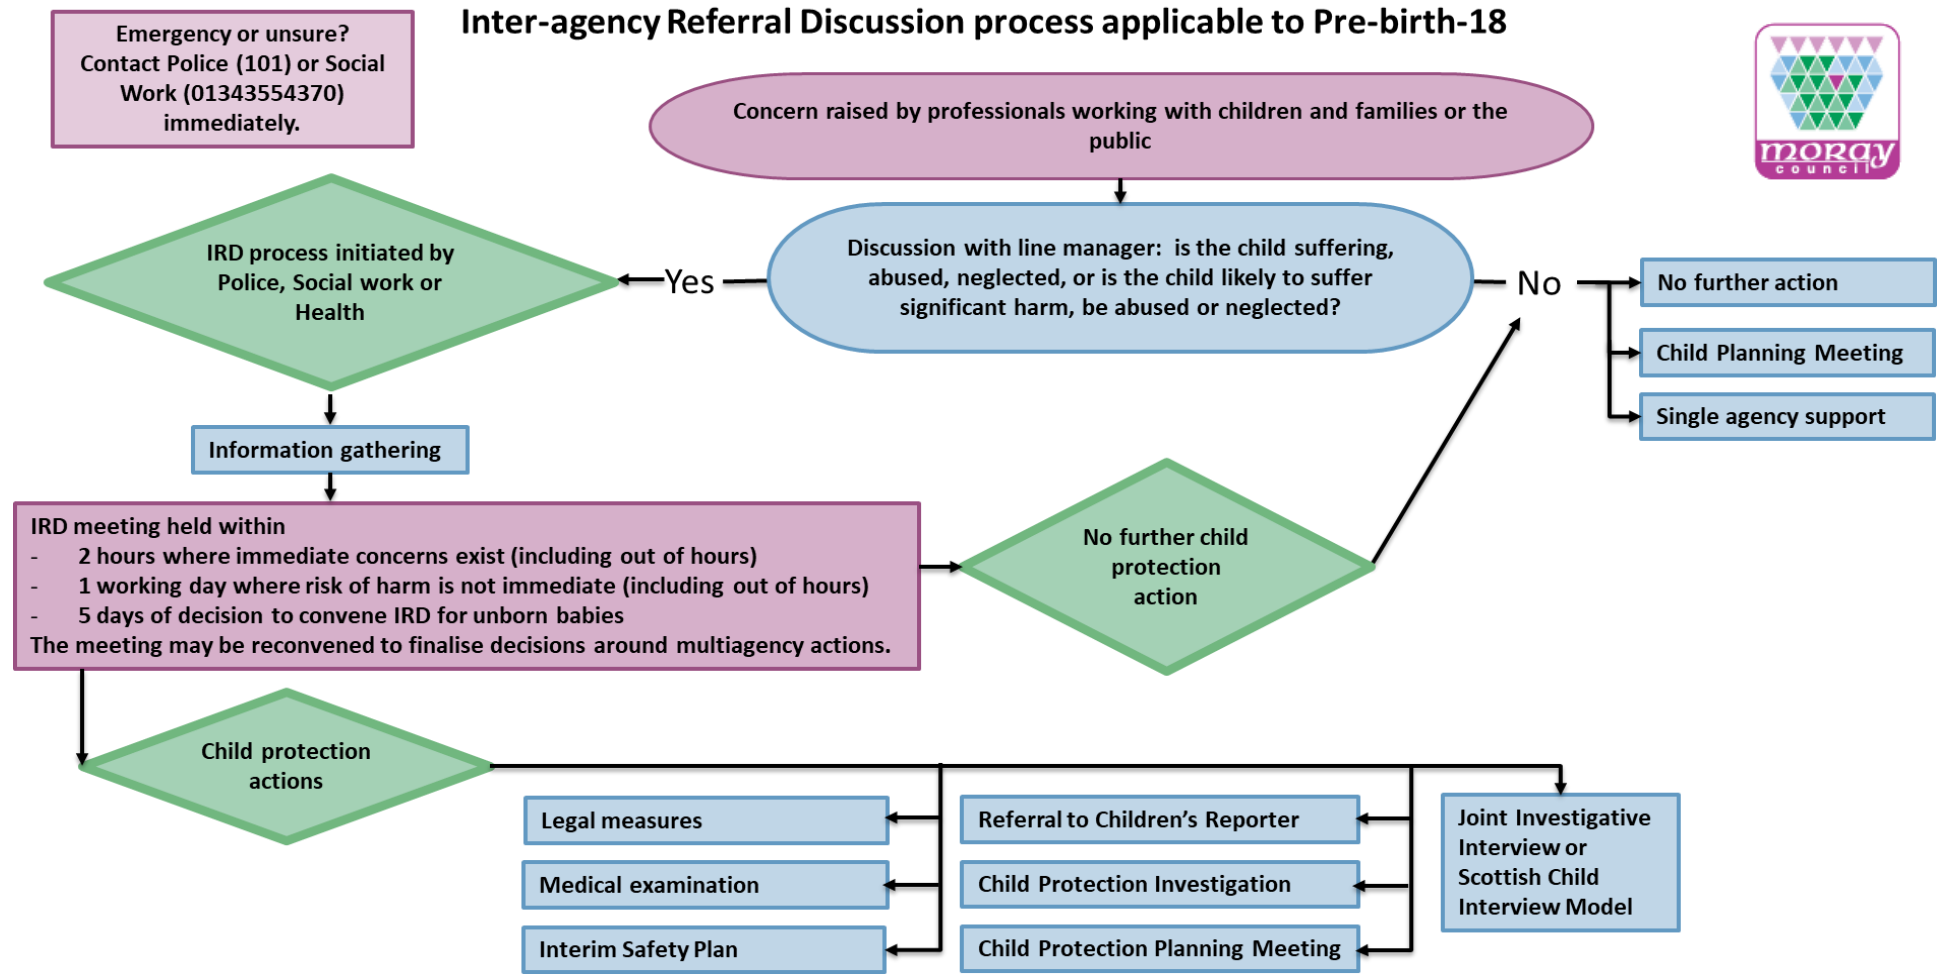 Inter-agency Referral Discussion process applicable to Pre-birth-18
Emergency or unsure?
Contact Police (101) or Social
Work (01343554370)
immediately.
moray
council
Concern raised by professionals working with children and families or the
public
Discussion with line manager:  is the child suffering,
abused, neglected, or is the child likely to suffer
significant harm, be abused or neglected?
Yes
No
IRD process initiated by
Police, Social work or
Health
No further action
Child Planning Meeting
Single agency support
Information gathering
IRD meeting held within
- 2 hours where immediate concerns exist (including out of hours)
- 1 working day where risk of harm is not immediate (including out of hours)
- 5 days of decision to convene IRD for unborn babies
The meeting may be reconvened to finalise decisions around multiagency actions.
No further child
protection
action
Child protection
actions
Legal measures
Medical examination
Interim Safety Plan
Referral to Children’s Reporter
Child Protection Investigation
Child Protection Planning Meeting
Joint Investigative
Interview or
Scottish Child
Interview Model